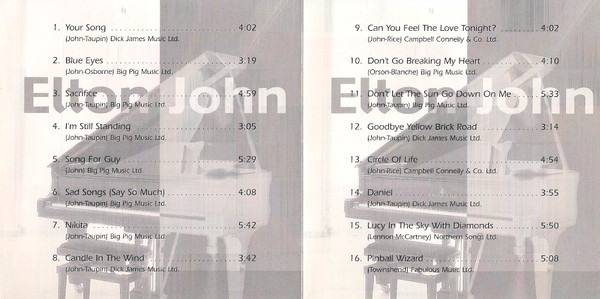 1. Your Song 4:02
(John-Taupin) Dick James Music Ltd.
2. Blue Eyes 3:19
(John-Osborne) Big Pig Music Ltd.
3. Sacrifice 4:59
(John-Taupin) Big Pig Music Ltd.
4. I'm Still Standing 3:05
(John-Taupin) Big Pig Music Ltd.
5. Song For Guy 5:29
(John) Big Pig Music Ltd.
6. Sad Songs (Say So Much) 4:08
(John-Taupin) Big Pig Music Ltd.
7. Nikita 5:42
(John-Taupin) Big Pig Music Ltd.
8. Candle In The Wind 3:42
(John-Taupin) Dick James Music Ltd.
Elton John
9. Can You Feel The Love Tonight? 4:02
(John-Rice) Campbell Connelly & Co. Ltd.
10. Don't Go Breaking My Heart 4:10
(Orson-Blanche) Big Pig Music Ltd.
11. Don't Let The Sun Go Down On Me 5:33
(John-Taupin) Big Pig Music Ltd.
12. Goodbye Yellow Brick Road 3:14
(John-Taupin) Dick James Music Ltd.
13. Circle Of Life 4:54
(John-Rice) Campbell Connelly & Co. Ltd.
14. Daniel 3:55
(John-Taupin) Dick James Music Ltd.
15. Lucy In The Sky With Diamonds 5:50
(Lennon-McCartney) Northern Songs Ltd.
16. Pinball Wizard 5:08
(Townshend) Fabulous Music Ltd.
Elton John